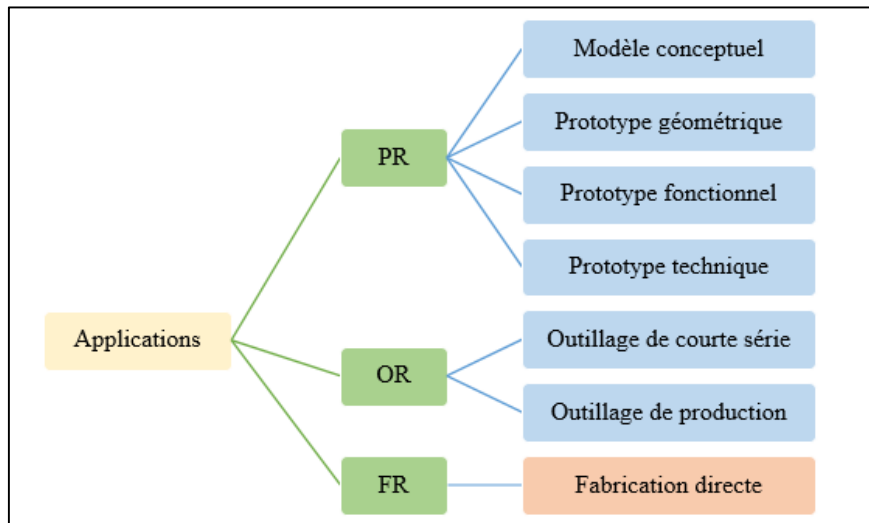 Modèle conceptuel
Prototype géométrique
PR
Prototype fonctionnel
Prototype technique
Applications
Outillage de courte série
OR
Outillage de production
FR
Fabrication directe